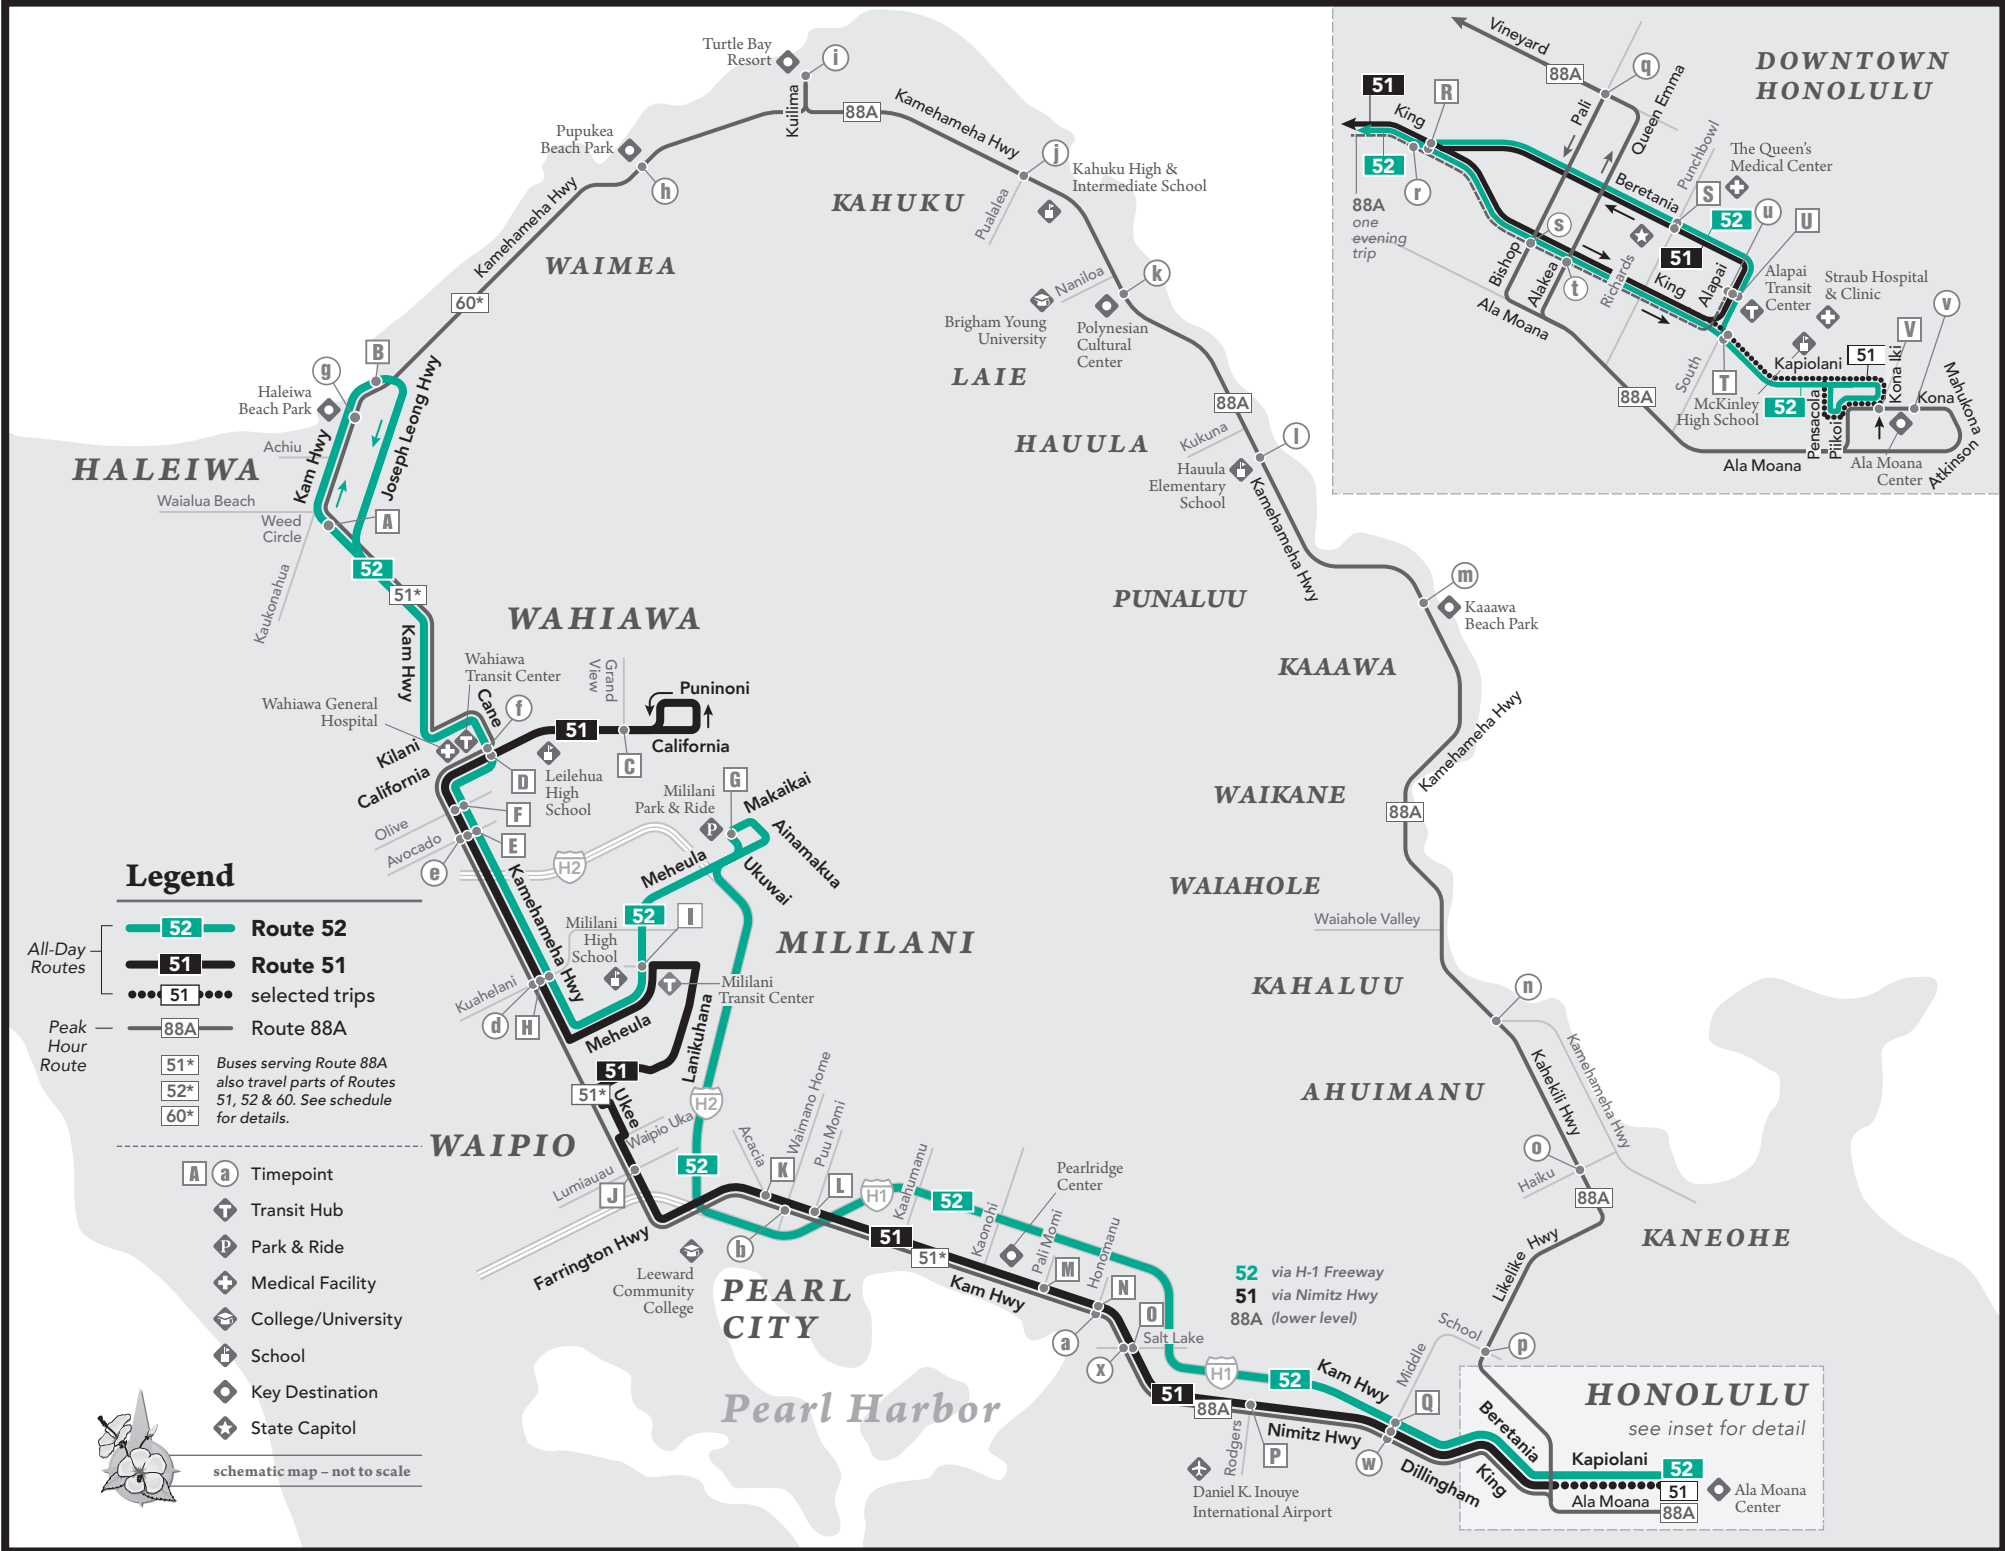 Turtle Bay
Resort
i
Kuilima
88A
Kamehameha Hwy
Pupukea
Beach Park
h
Kamehameha Hwy
j
Kahuku High &
Intermediate School
Pualalea
KAHUKU
WAIMEA
60*
Naniloa
k
Brigham Young
University
Polynesian
Cultural
Center
LAIE
88A
HAUULA
Kukuna
l
Hauula
Elementary
School
Kamehameha Hwy
B
g
Haleiwa
Beach Park
Joseph Leong Hwy
Achiu
Kam Hwy
HALEIWA
Waialua Beach
Weed
Circle
A
Kaukonahua
52
51*
Kam Hwy
PUNALUU
m
Kaaawa
Beach Park
KAAAWA
Kamehameha Hwy
WAIKANE
88A
WAIAHOLE
Waiahole Valley
KAHALUU
n
Kahekili Hwy
Kamehameha Hwy
AHUIMANU
o
Haiku
88A
KANEOHE
Likelike Hwy
School
p
WAHIAWA
Wahiawa
Transit Center
Grand
View
Puninoni
Cane
f
Wahiawa General
Hospital
51
California
Kilani
California
C
D
Leilehua
High
School
F
Olive
Avocado
E
e
H2
Kamehameha Hwy
G
Mililani
Park & Ride
Makaikai
Ainamakua
Meheula
Ukuwai
52
I
Mililani
High
School
MILILANI
Mililani
Transit Center
Kuahelani
d
H
Meheula
Lanikuhana
51
51*
Ukee
H2
Waipio Uka
WAIPIO
52
Lumiauau
J
Farrington Hwy
Acacia
Waimano Home
Puu Momi
K
L
b
H1
Kaahumanu
52
51
51*
Kaonohi
Pearlridge
Center
Pali Momi
Honomanu
M
N
O
Salt Lake
Kam Hwy
a
x
Leeward
Community
College
PEARL
CITY
Pearl Harbor
52 via H-1 Freeway
51 via Nimitz Hwy
88A (lower level)
51
88A
H1
52
Kam Hwy
Middle
Q
Rodgers
P
Nimitz Hwy
w
Dillingham
Daniel K. Inouye
International Airport
HONOLULU
see inset for detail
Beretania
King
Kapiolani
52
51
Ala Moana
88A
Ala Moana
Center
Legend
All-Day
Routes
52 Route 52
51 Route 51
51 selected trips
Peak
Hour
Route
88A Route 88A
51*
52*
60*
Buses serving Route 88A
also travel parts of Routes
51, 52 & 60. See schedule
for details.
A a Timepoint
Transit Hub
P Park & Ride
Medical Facility
College/University
School
Key Destination
State Capitol
schematic map – not to scale
DOWNTOWN
HONOLULU
Vineyard
88A
q
51
King
R
Pali
Queen Emma
52
r
88A
one
evening
trip
Punchbowl
The Queen's
Medical Center
Beretania
S
52
u
U
s
51
Bishop
Alakea
t
Richards
King
Alapai
Alapai
Transit
Center
Straub Hospital
& Clinic
v
V
Ala Moana
South
T
Kapiolani
51
Kona Iki
Kona
Mahukona
McKinley
High School
52
Pensacola
Piikoi
88A
Ala Moana
Ala Moana
Center
Atkinson